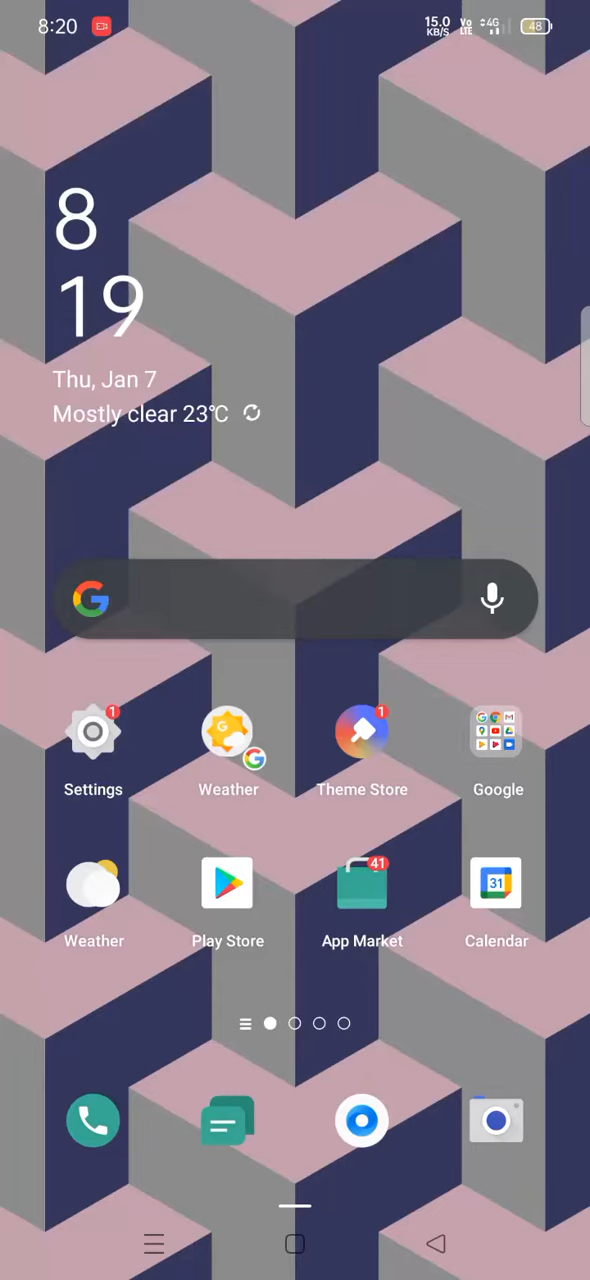 8:20
15.0 KB/S Vo LTE 4G 48
8
19
Thu, Jan 7
Mostly clear 23°C
1 1
Settings Weather Theme Store Google
41
31
Weather Play Store App Market Calendar